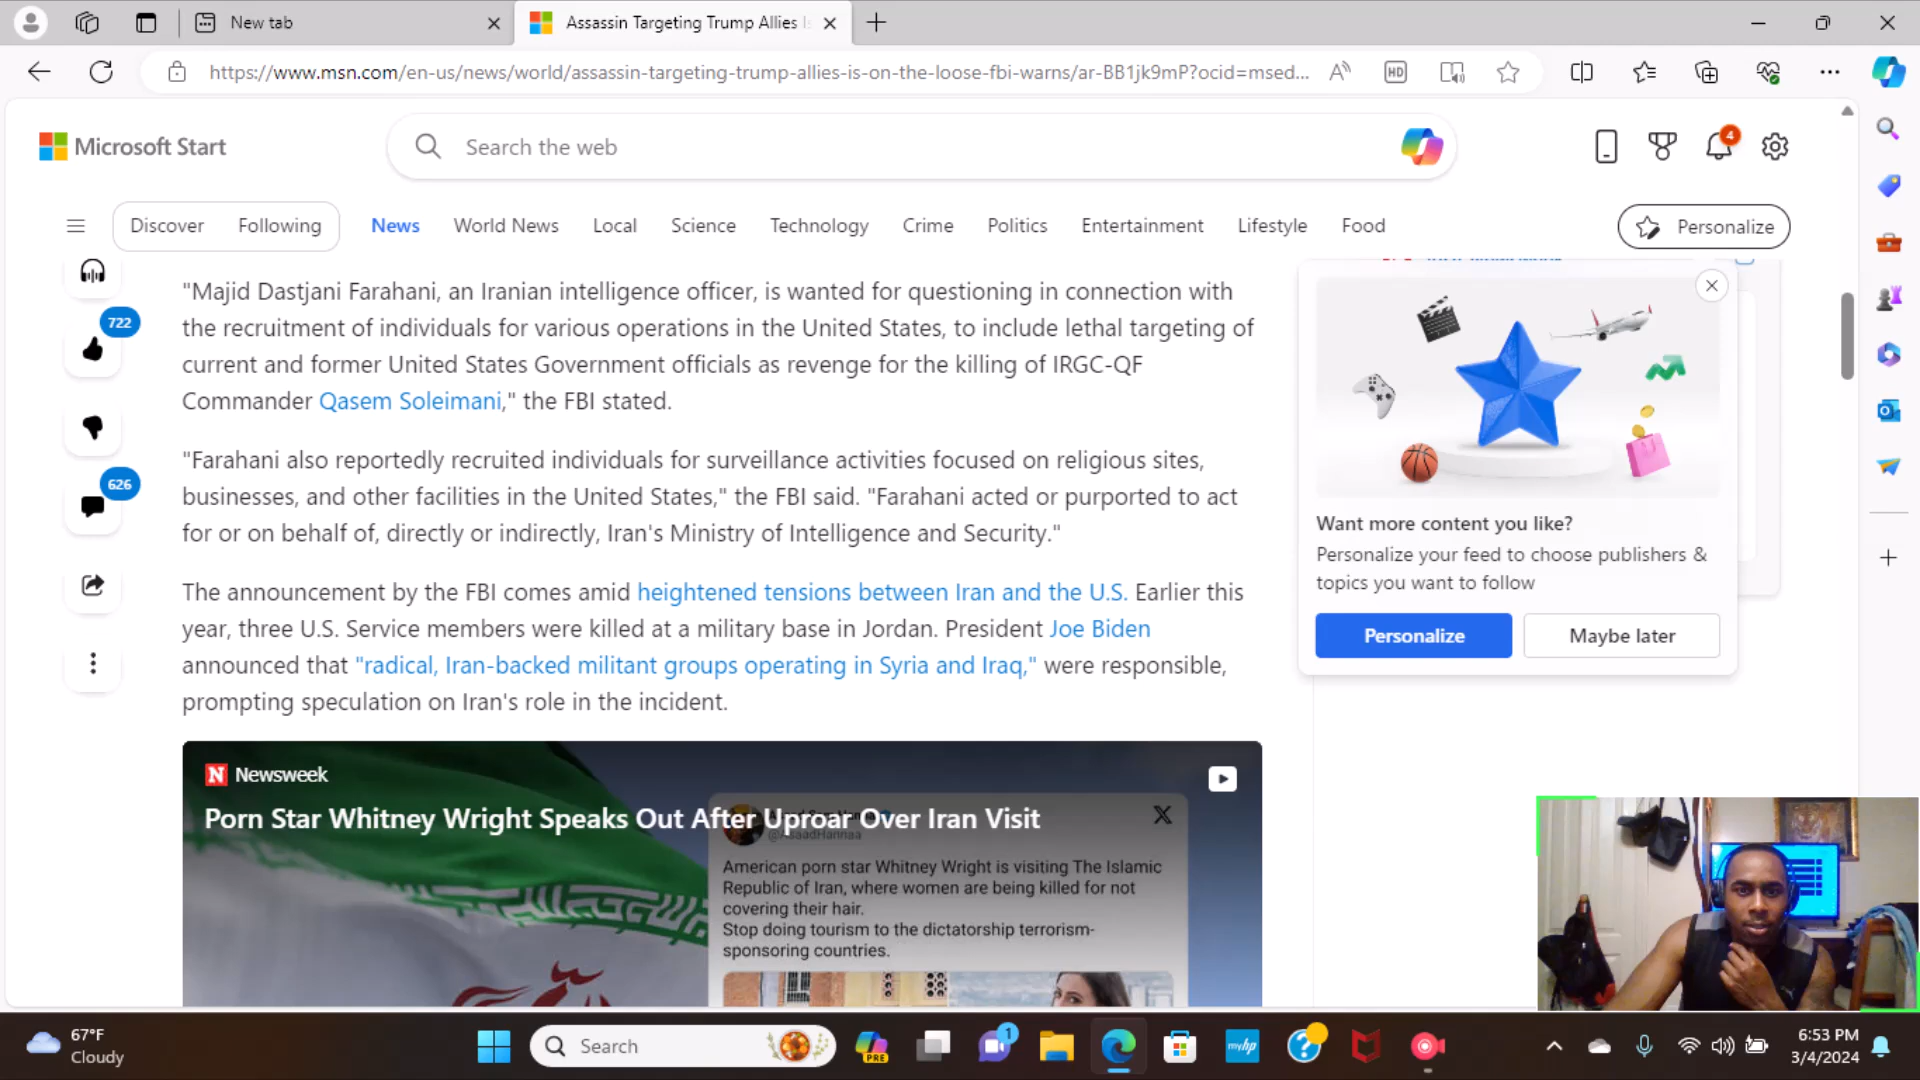 New tab
Assassin Targeting Trump Allies Is
https://www.msn.com/en-us/news/world/assassin-targeting-trump-allies-is-on-the-loose-fbi-warns/ar-BB1jk9mP?ocid=msed...
HD
Microsoft Start
Search the web
4
Discover
Following
News
World News
Local
Science
Technology
Crime
Politics
Entertainment
Lifestyle
Food
Personalize
722
626
"Majid Dastjani Farahani, an Iranian intelligence officer, is wanted for questioning in connection with
the recruitment of individuals for various operations in the United States, to include lethal targeting of
current and former United States Government officials as revenge for the killing of IRGC-QF
Commander Qasem Soleimani," the FBI stated.
"Farahani also reportedly recruited individuals for surveillance activities focused on religious sites,
businesses, and other facilities in the United States," the FBI said. "Farahani acted or purported to act
for or on behalf of, directly or indirectly, Iran's Ministry of Intelligence and Security."
The announcement by the FBI comes amid heightened tensions between Iran and the U.S. Earlier this
year, three U.S. Service members were killed at a military base in Jordan. President Joe Biden
announced that "radical, Iran-backed militant groups operating in Syria and Iraq," were responsible,
prompting speculation on Iran's role in the incident.
N Newsweek
Porn Star Whitney Wright Speaks Out After Uproar Over Iran Visit
@AsaadHannaa
American porn star Whitney Wright is visiting The Islamic
Republic of Iran, where women are being killed for not
covering their hair.
Stop doing tourism to the dictatorship terrorism-
sponsoring countries.
Want more content you like?
Personalize your feed to choose publishers &
topics you want to follow
Personalize
Maybe later
67°F
Cloudy
Search
PRE
1
myhp
6:53 PM
3/4/2024